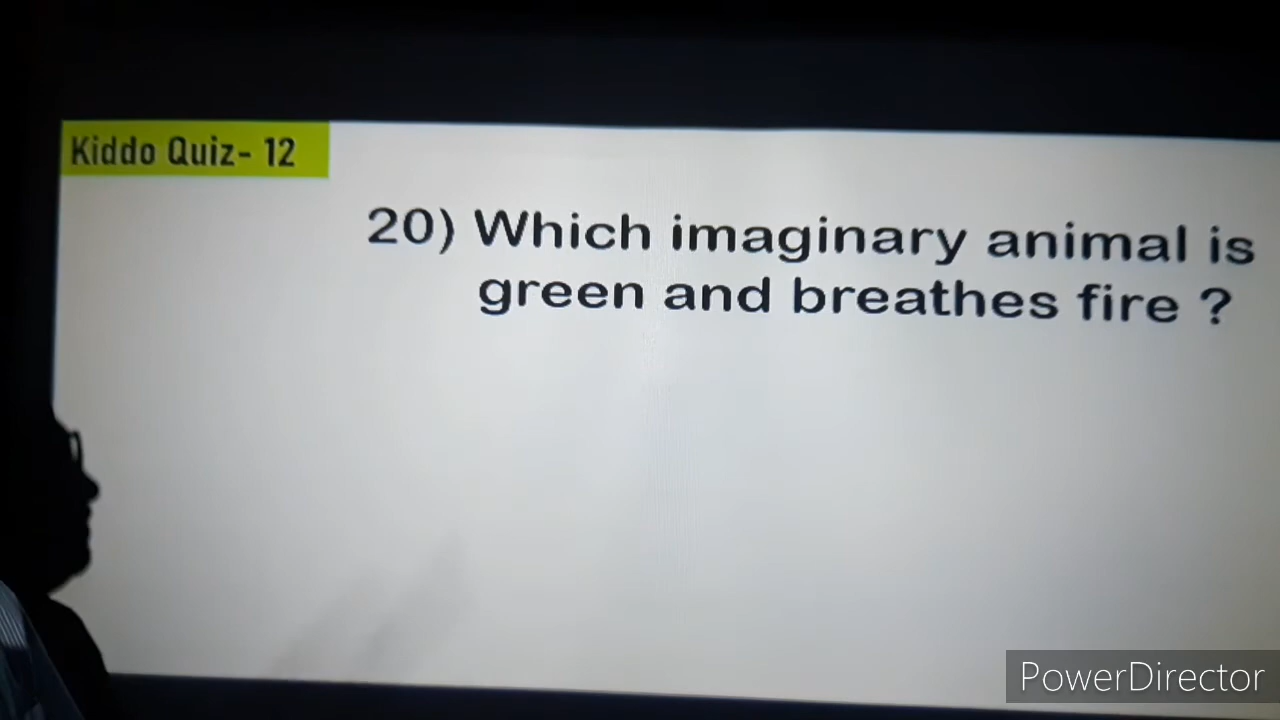 Kiddo Quiz- 12
20) Which imaginary animal is
green and breathes fire ?
PowerDirector